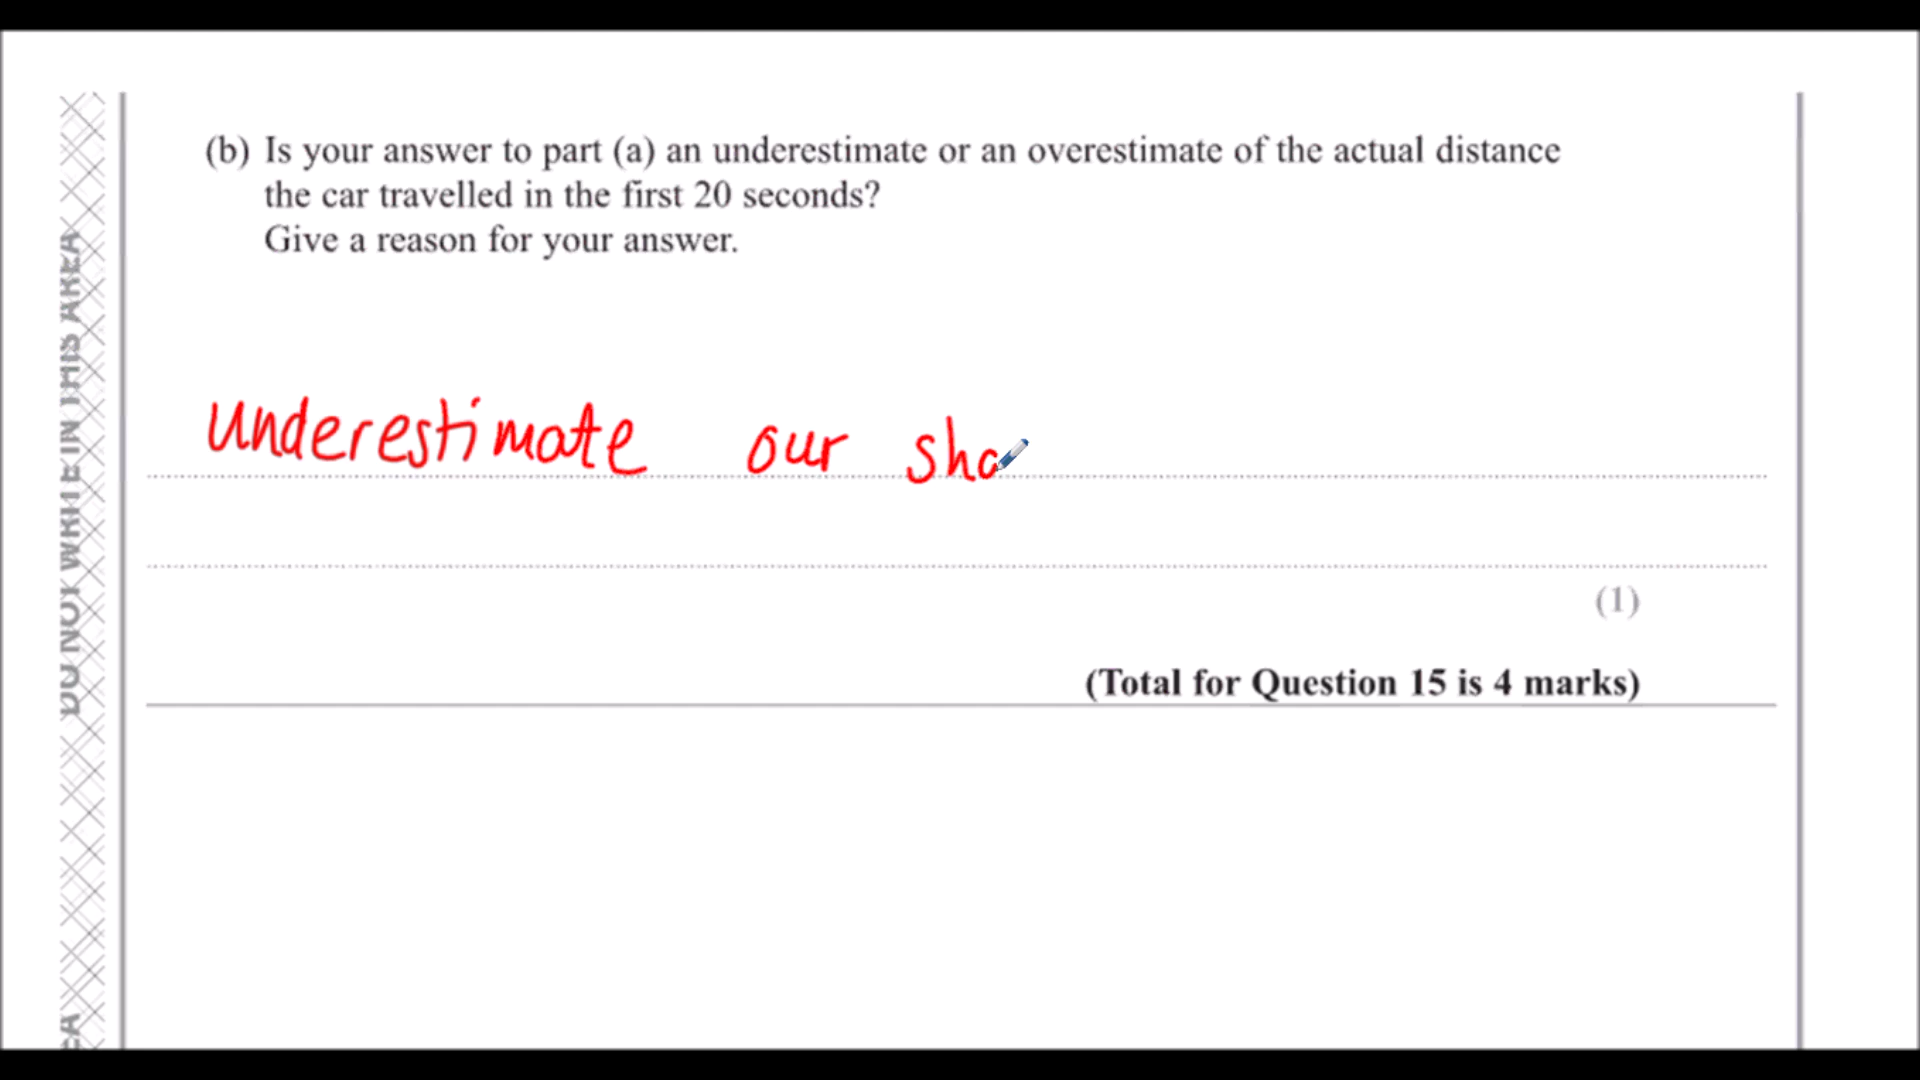 (b) Is your answer to part (a) an underestimate or an overestimate of the actual distance
the car travelled in the first 20 seconds?
Give a reason for your answer.
underestimate our sha
(1)
(Total for Question 15 is 4 marks)
DO NOT WRITE IN THIS AREA
EA